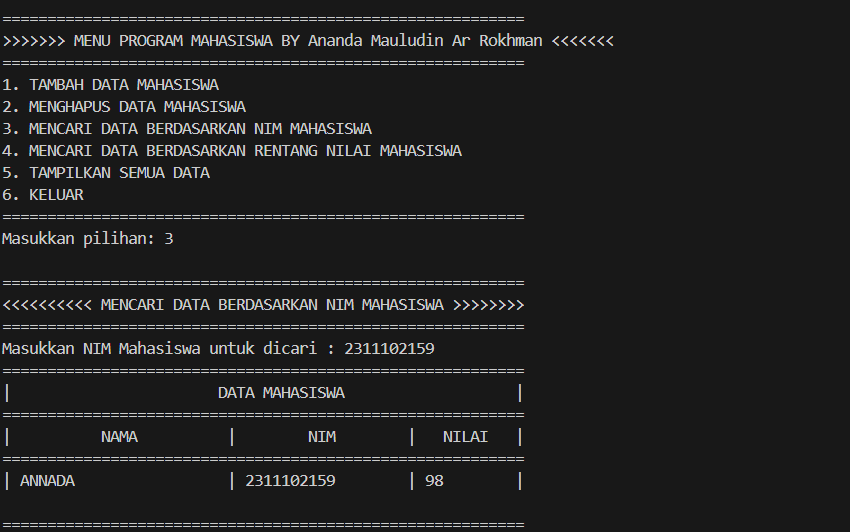 ==========================================================
>>>>>>> MENU PROGRAM MAHASISWA BY Ananda Mauludin Ar Rokhman <<<<<<<
==========================================================
1. TAMBAH DATA MAHASISWA
2. MENGHAPUS DATA MAHASISWA
3. MENCARI DATA BERDASARKAN NIM MAHASISWA
4. MENCARI DATA BERDASARKAN RENTANG NILAI MAHASISWA
5. TAMPILKAN SEMUA DATA
6. KELUAR
==========================================================
Masukkan pilihan: 3
==========================================================
<<<<<<<<<< MENCARI DATA BERDASARKAN NIM MAHASISWA >>>>>>>>
==========================================================
Masukkan NIM Mahasiswa untuk dicari : 2311102159
==========================================================
|                       DATA MAHASISWA                   |
==========================================================
|          NAMA          |        NIM        |   NILAI   |
==========================================================
| ANNADA                 | 2311102159        | 98        |
==========================================================